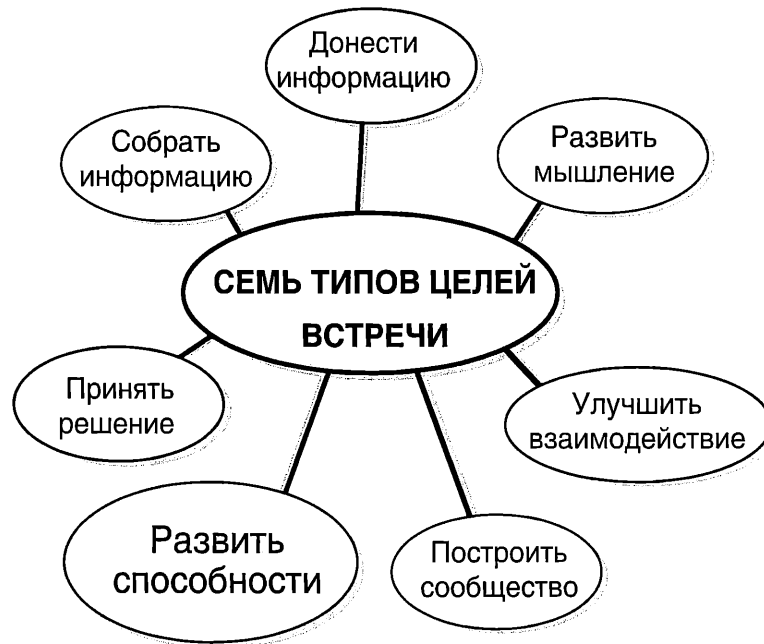 Донести
информацию
Собрать
информацию
Развить
мышление
СЕМЬ ТИПОВ ЦЕЛЕЙ
ВСТРЕЧИ
Принять
решение
Улучшить
взаимодействие
Развить
способности
Построить
сообщество